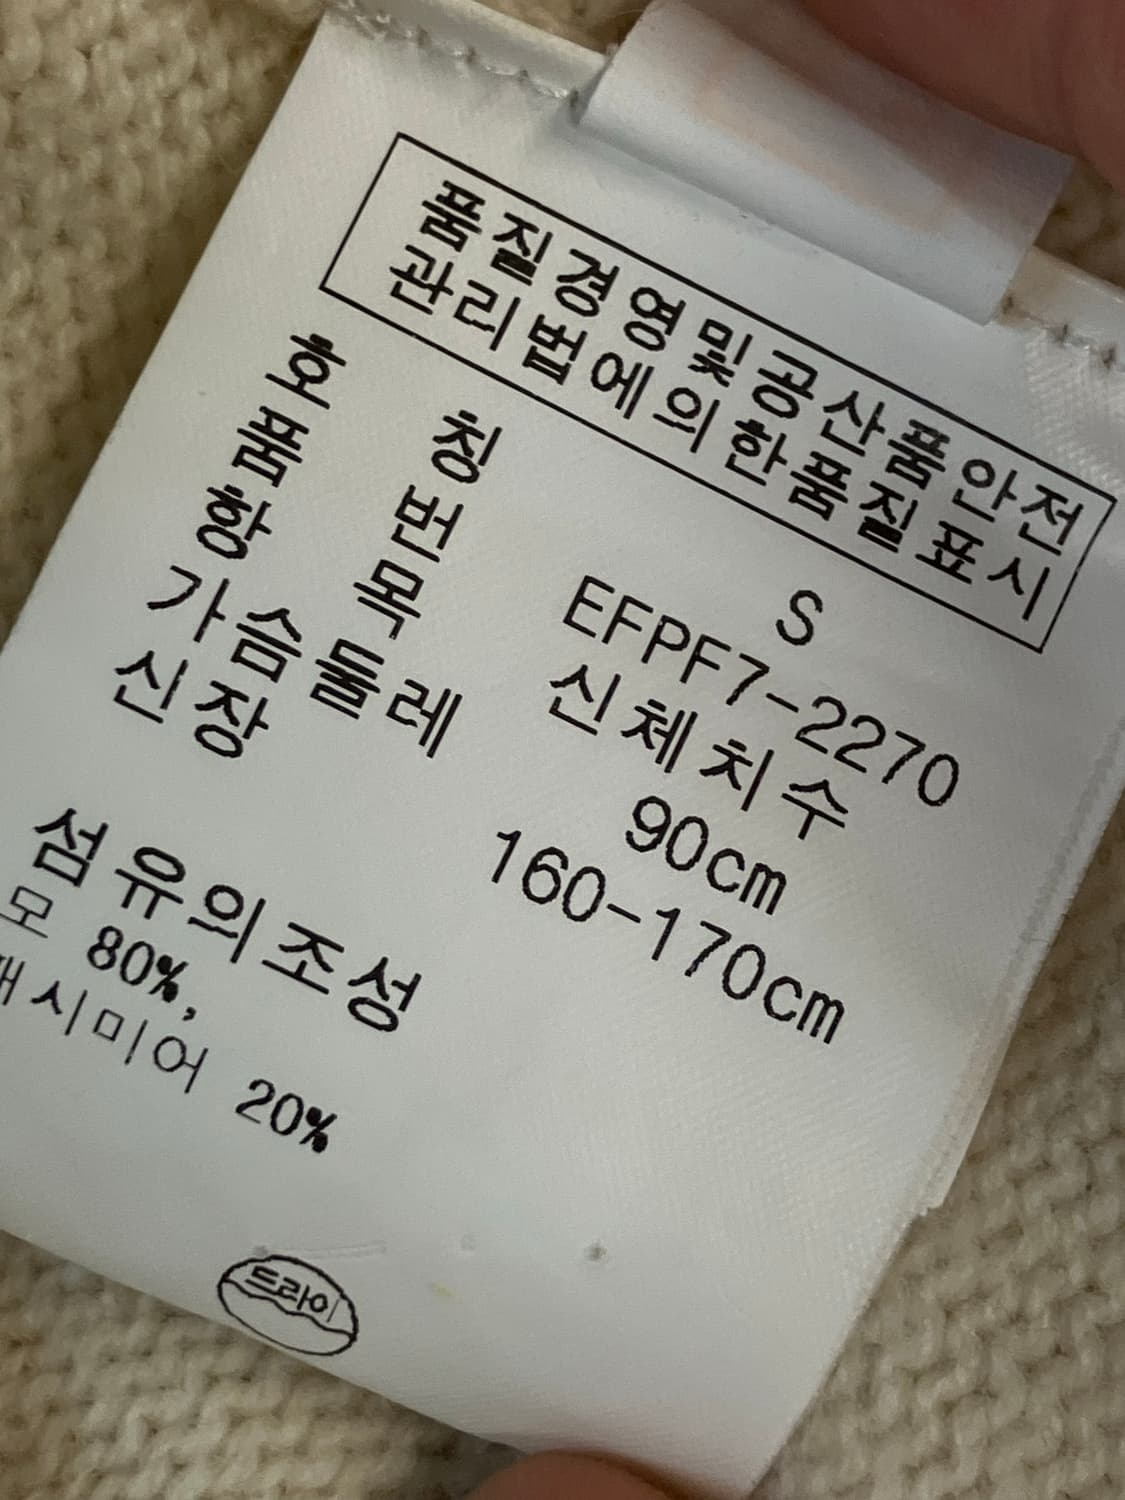 품질경영및공산품안전
관리법에의한품질표시
호 칭 S
품 번 EFPF7-2270
항 목 신체치수
가슴둘레 90cm
신장 160-170cm
섬유의조성
모 80%,
캐시미어 20%
드라이